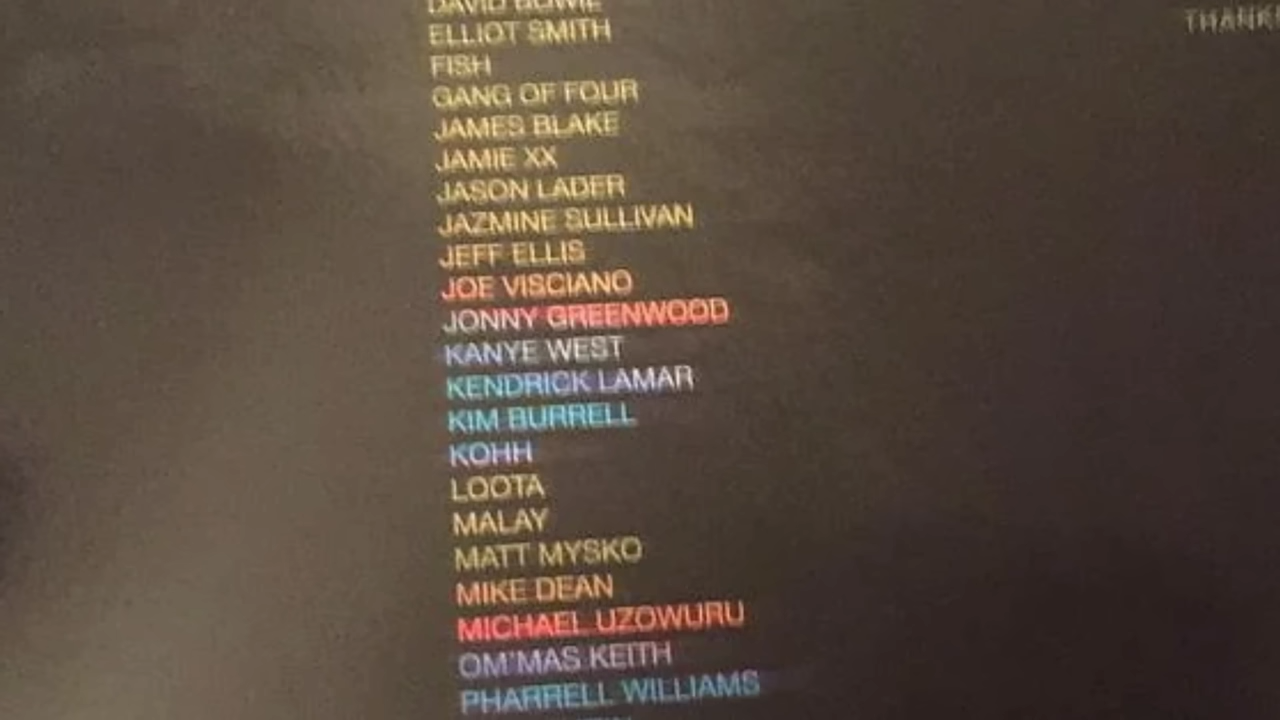 DAVID BOWIE
ELLIOT SMITH
FISH
GANG OF FOUR
JAMES BLAKE
JAMIE XX
JASON LADER
JAZMINE SULLIVAN
JEFF ELLIS
JOE VISCIANO
JONNY GREENWOOD
KANYE WEST
KENDRICK LAMAR
KIM BURRELL
KOHH
LOOTA
MALAY
MATT MYSKO
MIKE DEAN
MICHAEL UZOWURU
OM'MAS KEITH
PHARRELL WILLIAMS